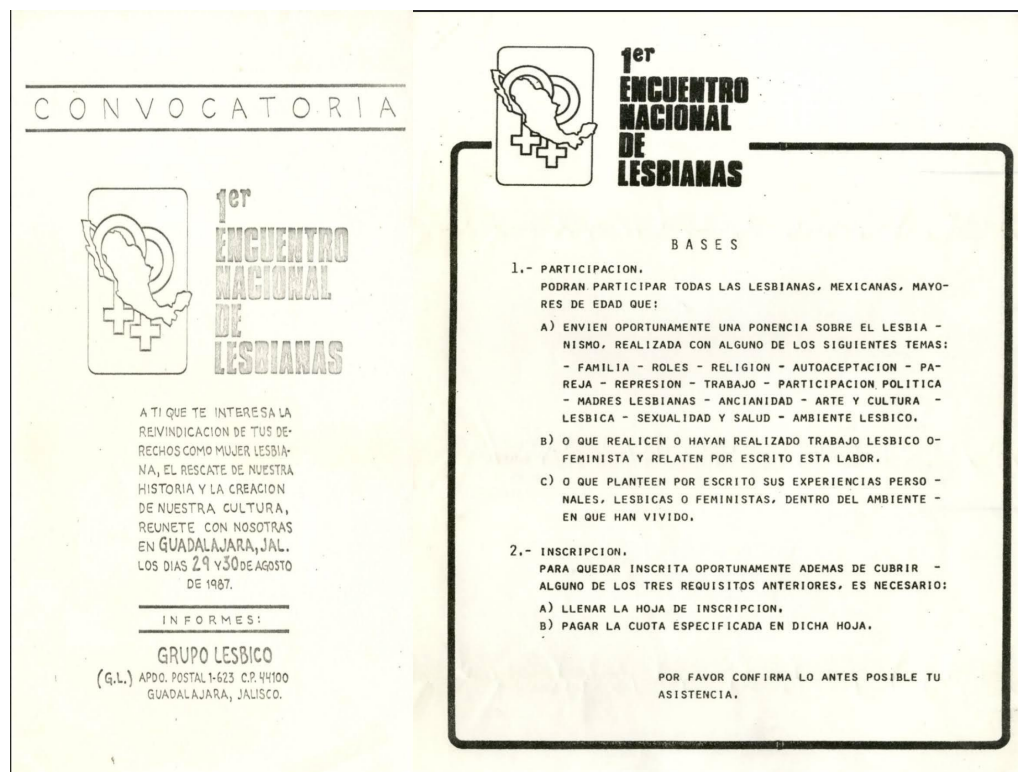 CONVOCATORIA
1er
ENCUENTRO
NACIONAL
DE
LESBIANAS
A TI QUE TE INTERESA LA
REIVINDICACION DE TUS DE-
RECHOS COMO MUJER LESBIA-
NA, EL RESCATE DE NUESTRA
HISTORIA Y LA CREACION
DE NUESTRA CULTURA,
REUNETE CON NOSOTRAS
EN GUADALAJARA, JAL.
LOS DIAS 29 Y 30 DE AGOSTO
DE 1987.
INFORMES:
GRUPO LESBICO
(G.L.) APDO. POSTAL 1-623 C.P. 44100
GUADALAJARA, JALISCO.
1er
ENCUENTRO
NACIONAL
DE
LESBIANAS
BASES
1.- PARTICIPACION.
PODRAN PARTICIPAR TODAS LAS LESBIANAS, MEXICANAS, MAYO-
RES DE EDAD QUE:
A) ENVIEN OPORTUNAMENTE UNA PONENCIA SOBRE EL LESBIA -
NISMO, REALIZADA CON ALGUNO DE LOS SIGUIENTES TEMAS:
- FAMILIA - ROLES - RELIGION - AUTOACEPTACION - PA-
REJA - REPRESION - TRABAJO - PARTICIPACION POLITICA
- MADRES LESBIANAS - ANCIANIDAD - ARTE Y CULTURA -
LESBICA - SEXUALIDAD Y SALUD - AMBIENTE LESBICO.
B) O QUE REALICEN O HAYAN REALIZADO TRABAJO LESBICO O-
FEMINISTA Y RELATEN POR ESCRITO ESTA LABOR.
C) O QUE PLANTEEN POR ESCRITO SUS EXPERIENCIAS PERSO -
NALES, LESBICAS O FEMINISTAS, DENTRO DEL AMBIENTE -
EN QUE HAN VIVIDO.
2.- INSCRIPCION.
PARA QUEDAR INSCRITA OPORTUNAMENTE ADEMAS DE CUBRIR -
ALGUNO DE LOS TRES REQUISITOS ANTERIORES, ES NECESARIO:
A) LLENAR LA HOJA DE INSCRIPCION.
B) PAGAR LA CUOTA ESPECIFICADA EN DICHA HOJA.
POR FAVOR CONFIRMA LO ANTES POSIBLE TU
ASISTENCIA.